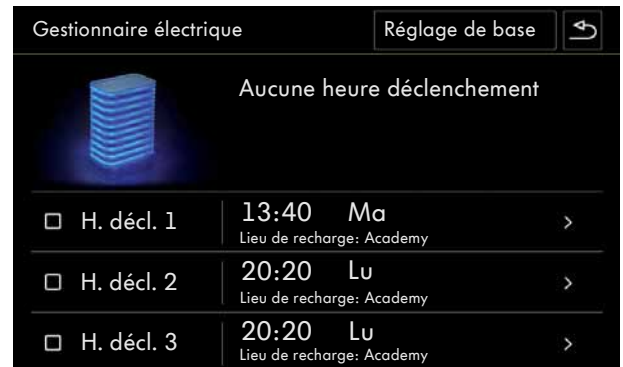 Gestionnaire électrique Réglage de base
Aucune heure déclenchement
H. décl. 1 13:40 Ma
Lieu de recharge: Academy
H. décl. 2 20:20 Lu
Lieu de recharge: Academy
H. décl. 3 20:20 Lu
Lieu de recharge: Academy